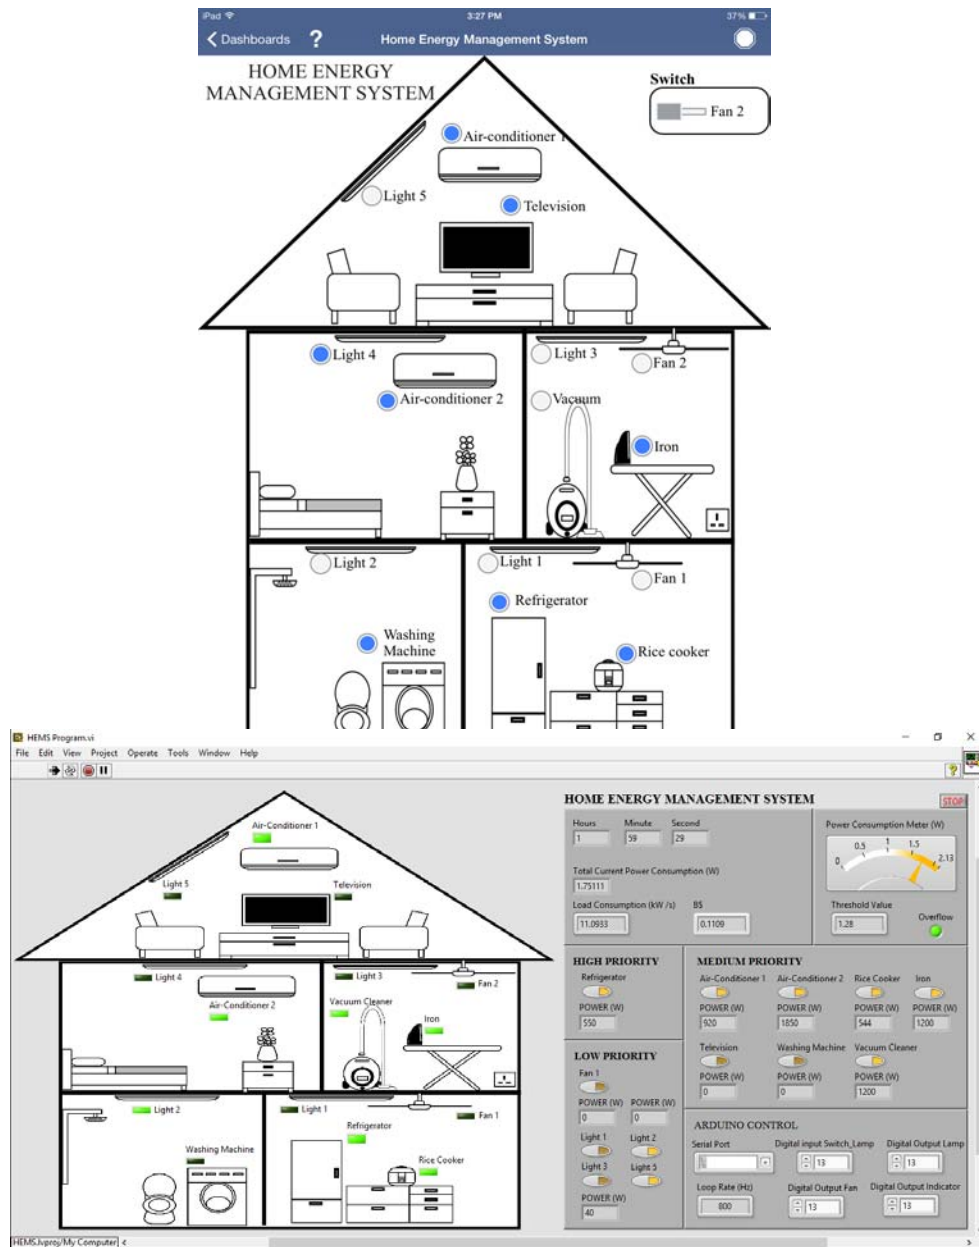 iPad 3:27 PM 37%
Dashboards ? Home Energy Management System
HOME ENERGY
MANAGEMENT SYSTEM
Switch
Fan 2
Air-conditioner 1
Light 5
Television
Light 4
Light 3
Fan 2
Air-conditioner 2
Vacuum
Iron
Light 2
Light 1
Fan 1
Refrigerator
Washing
Machine
Rice cooker
HEMS Program.vi
File Edit View Project Operate Tools Window Help
HOME ENERGY MANAGEMENT SYSTEM
STOP
Hours Minute Second
1 59 29
Power Consumption Meter (W)
0 0.5 1 1.5 2.13
Total Current Power Consumption (W)
1.75111
Load Consumption (kW /s) B$
11.0933 0.1109
Threshold Value
1.28
Overflow
Air-Conditioner 1
Light 5
Television
Light 4
Light 3
Fan 2
Air-Conditioner 2
Vacuum Cleaner
Iron
Light 2
Light 1
Fan 1
Refrigerator
Washing Machine
Rice Cooker
HIGH PRIORITY
Refrigerator
POWER (W)
550
MEDIUM PRIORITY
Air-Conditioner 1 Air-Conditioner 2 Rice Cooker Iron
POWER (W) POWER (W) POWER (W) POWER (W)
920 1850 544 1200
Television Washing Machine Vacuum Cleaner
POWER (W) POWER (W) POWER (W)
0 0 1200
LOW PRIORITY
Fan 1
POWER (W) POWER (W)
0 0
Light 1 Light 2
Light 3 Light 5
POWER (W)
40
ARDUINO CONTROL
Serial Port Digital input Switch_Lamp Digital Output Lamp
13 13
Loop Rate (Hz) Digital Output Fan Digital Output Indicator
800 13 13
HEMS.lvproj/My Computer